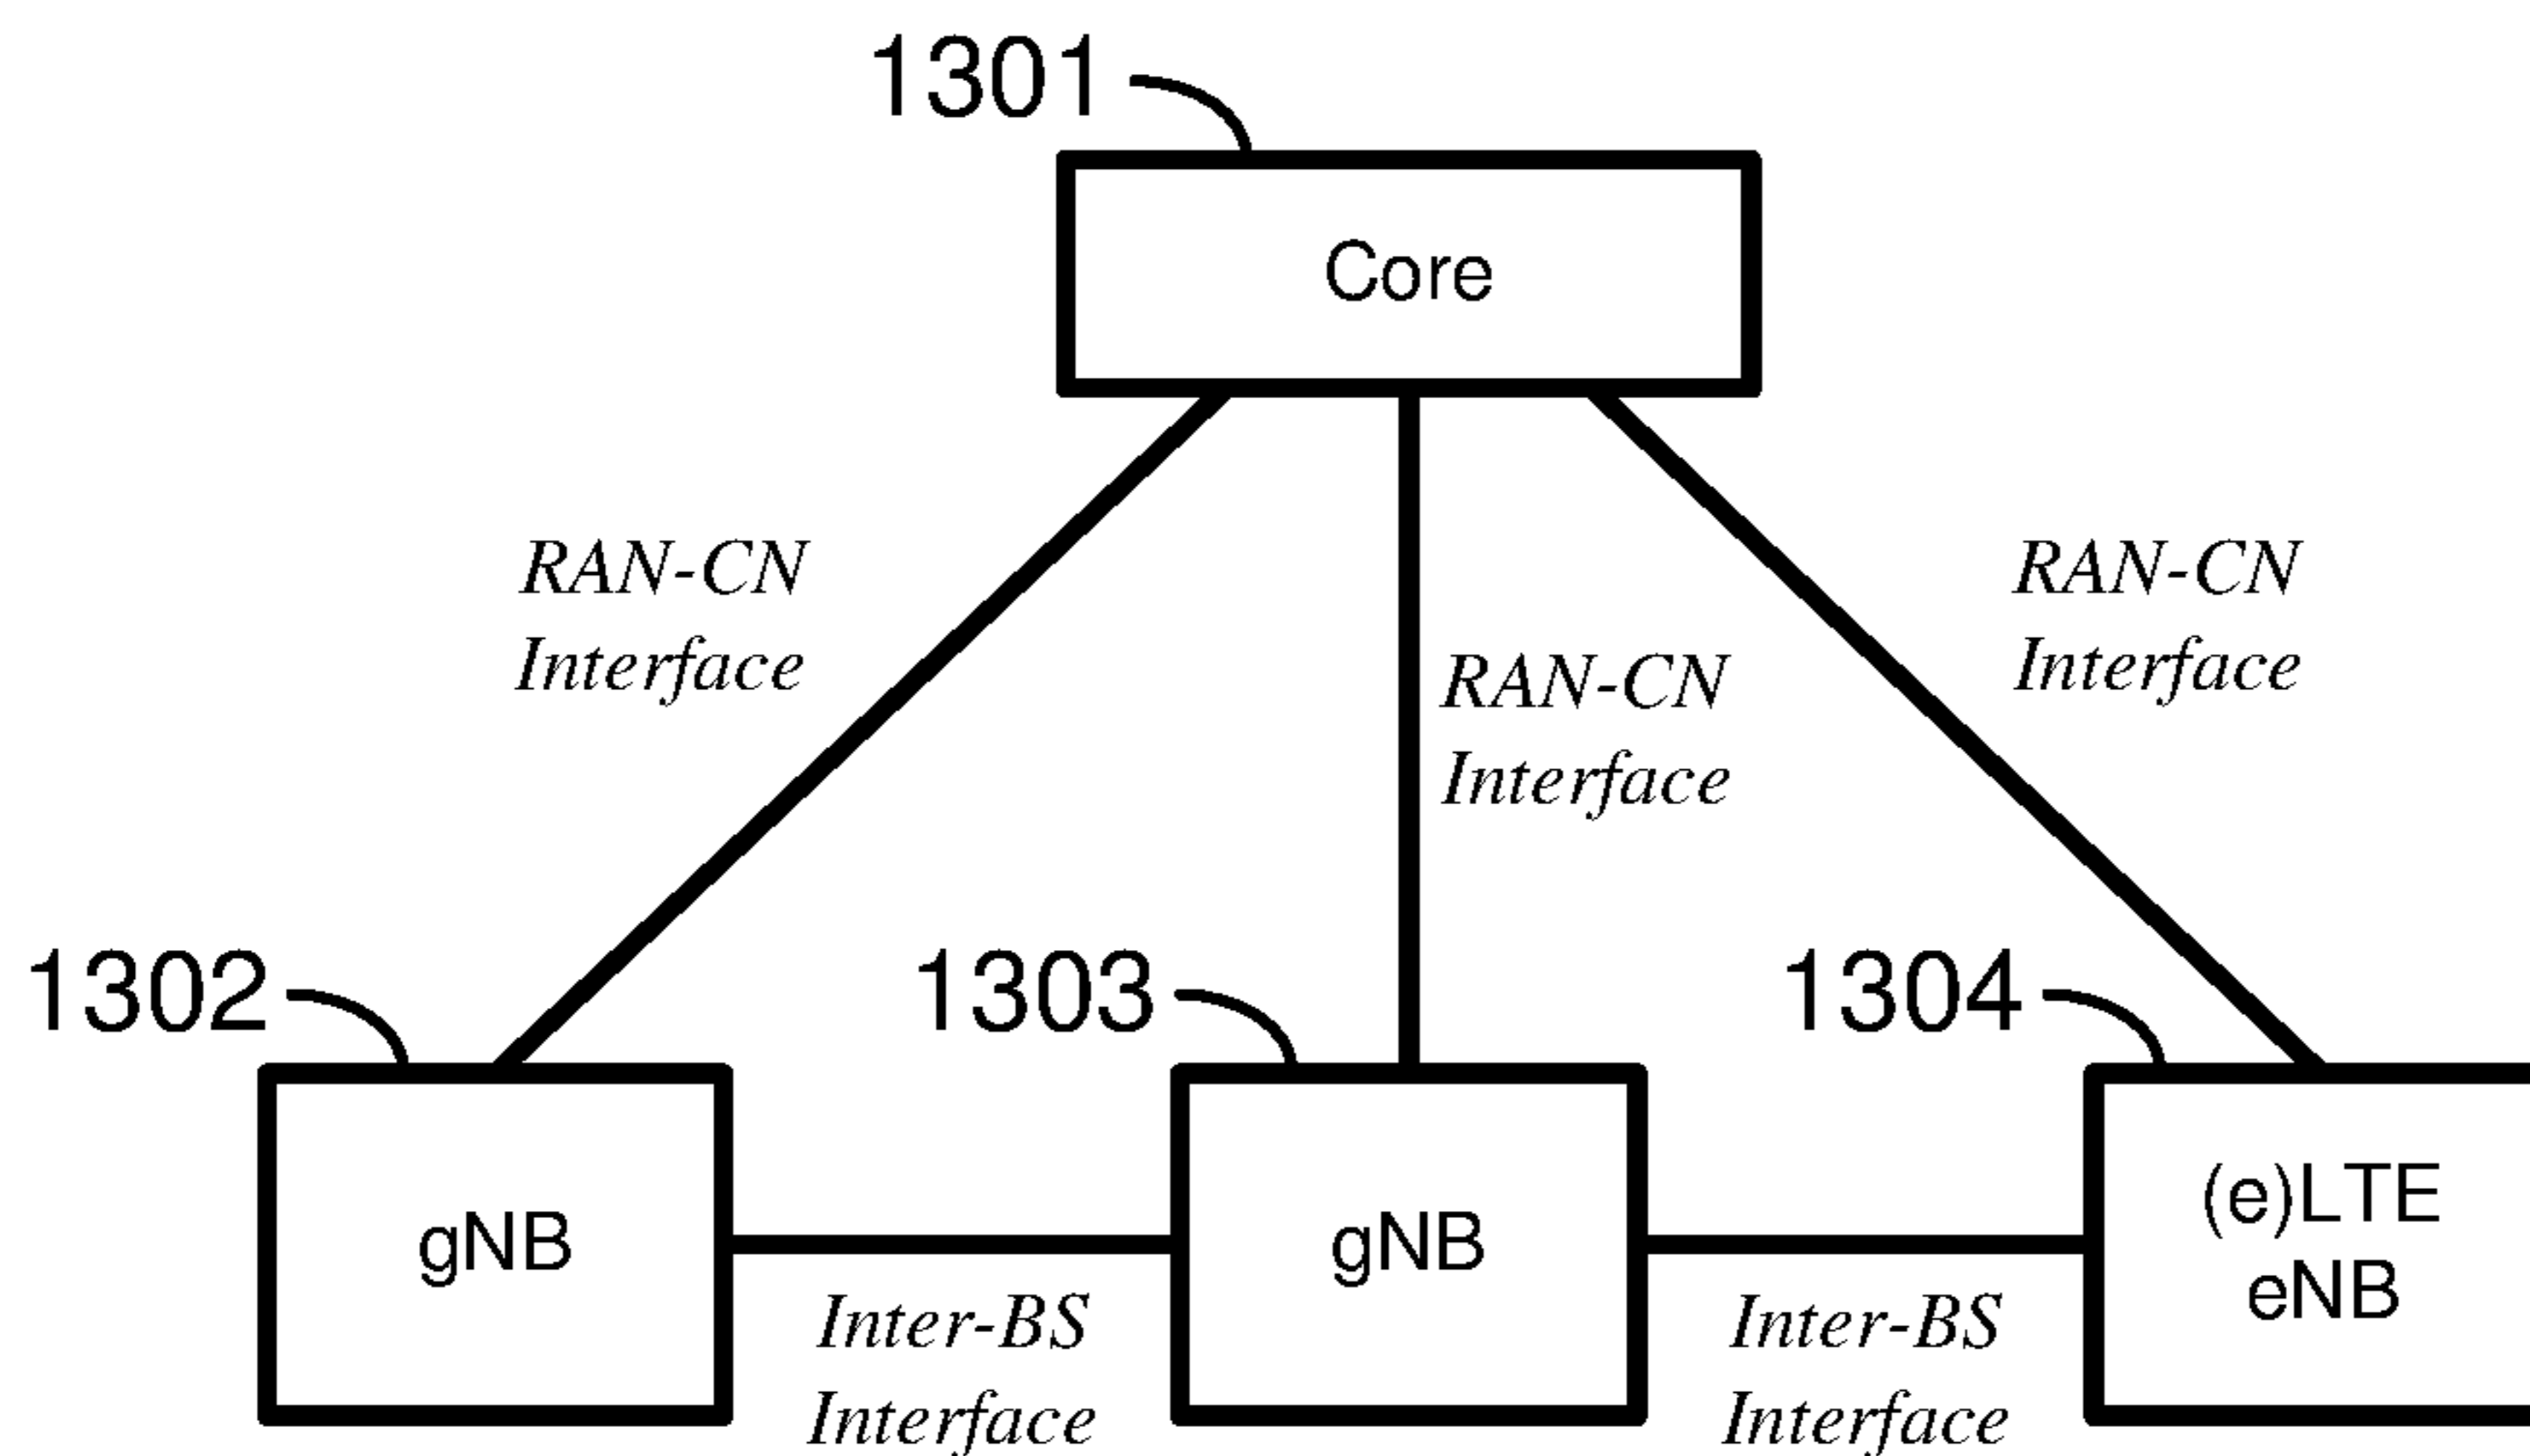 1301
Core
RAN-CN
Interface
RAN-CN
Interface
RAN-CN
Interface
1302
1303
1304
gNB
gNB
(e)LTE
eNB
Inter-BS
Interface
Inter-BS
Interface